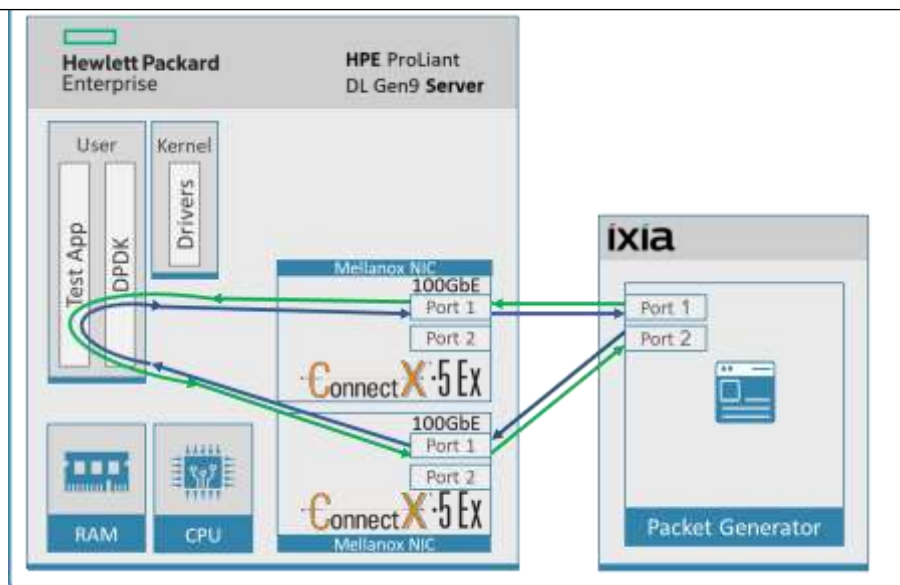 Hewlett Packard
Enterprise
HPE ProLiant
DL Gen9 Server
User
Kernel
Test App
DPDK
Drivers
Mellanox NIC
100GbE
Port 1
Port 2
ConnectX·5 Ex
100GbE
Port 1
Port 2
ConnectX·5 Ex
Mellanox NIC
RAM
CPU
ixia
Port 1
Port 2
Packet Generator